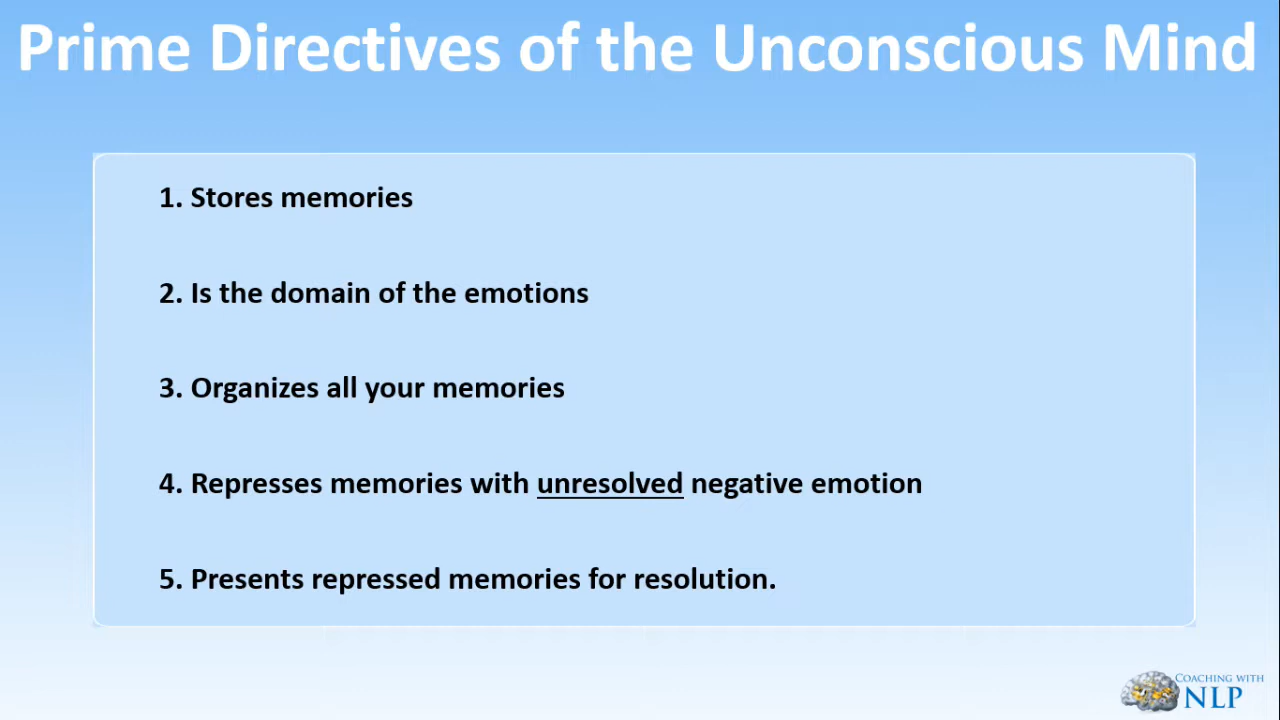 Prime Directives of the Unconscious Mind
1. Stores memories
2. Is the domain of the emotions
3. Organizes all your memories
4. Represses memories with unresolved negative emotion
5. Presents repressed memories for resolution.
COACHING WITH
NLP